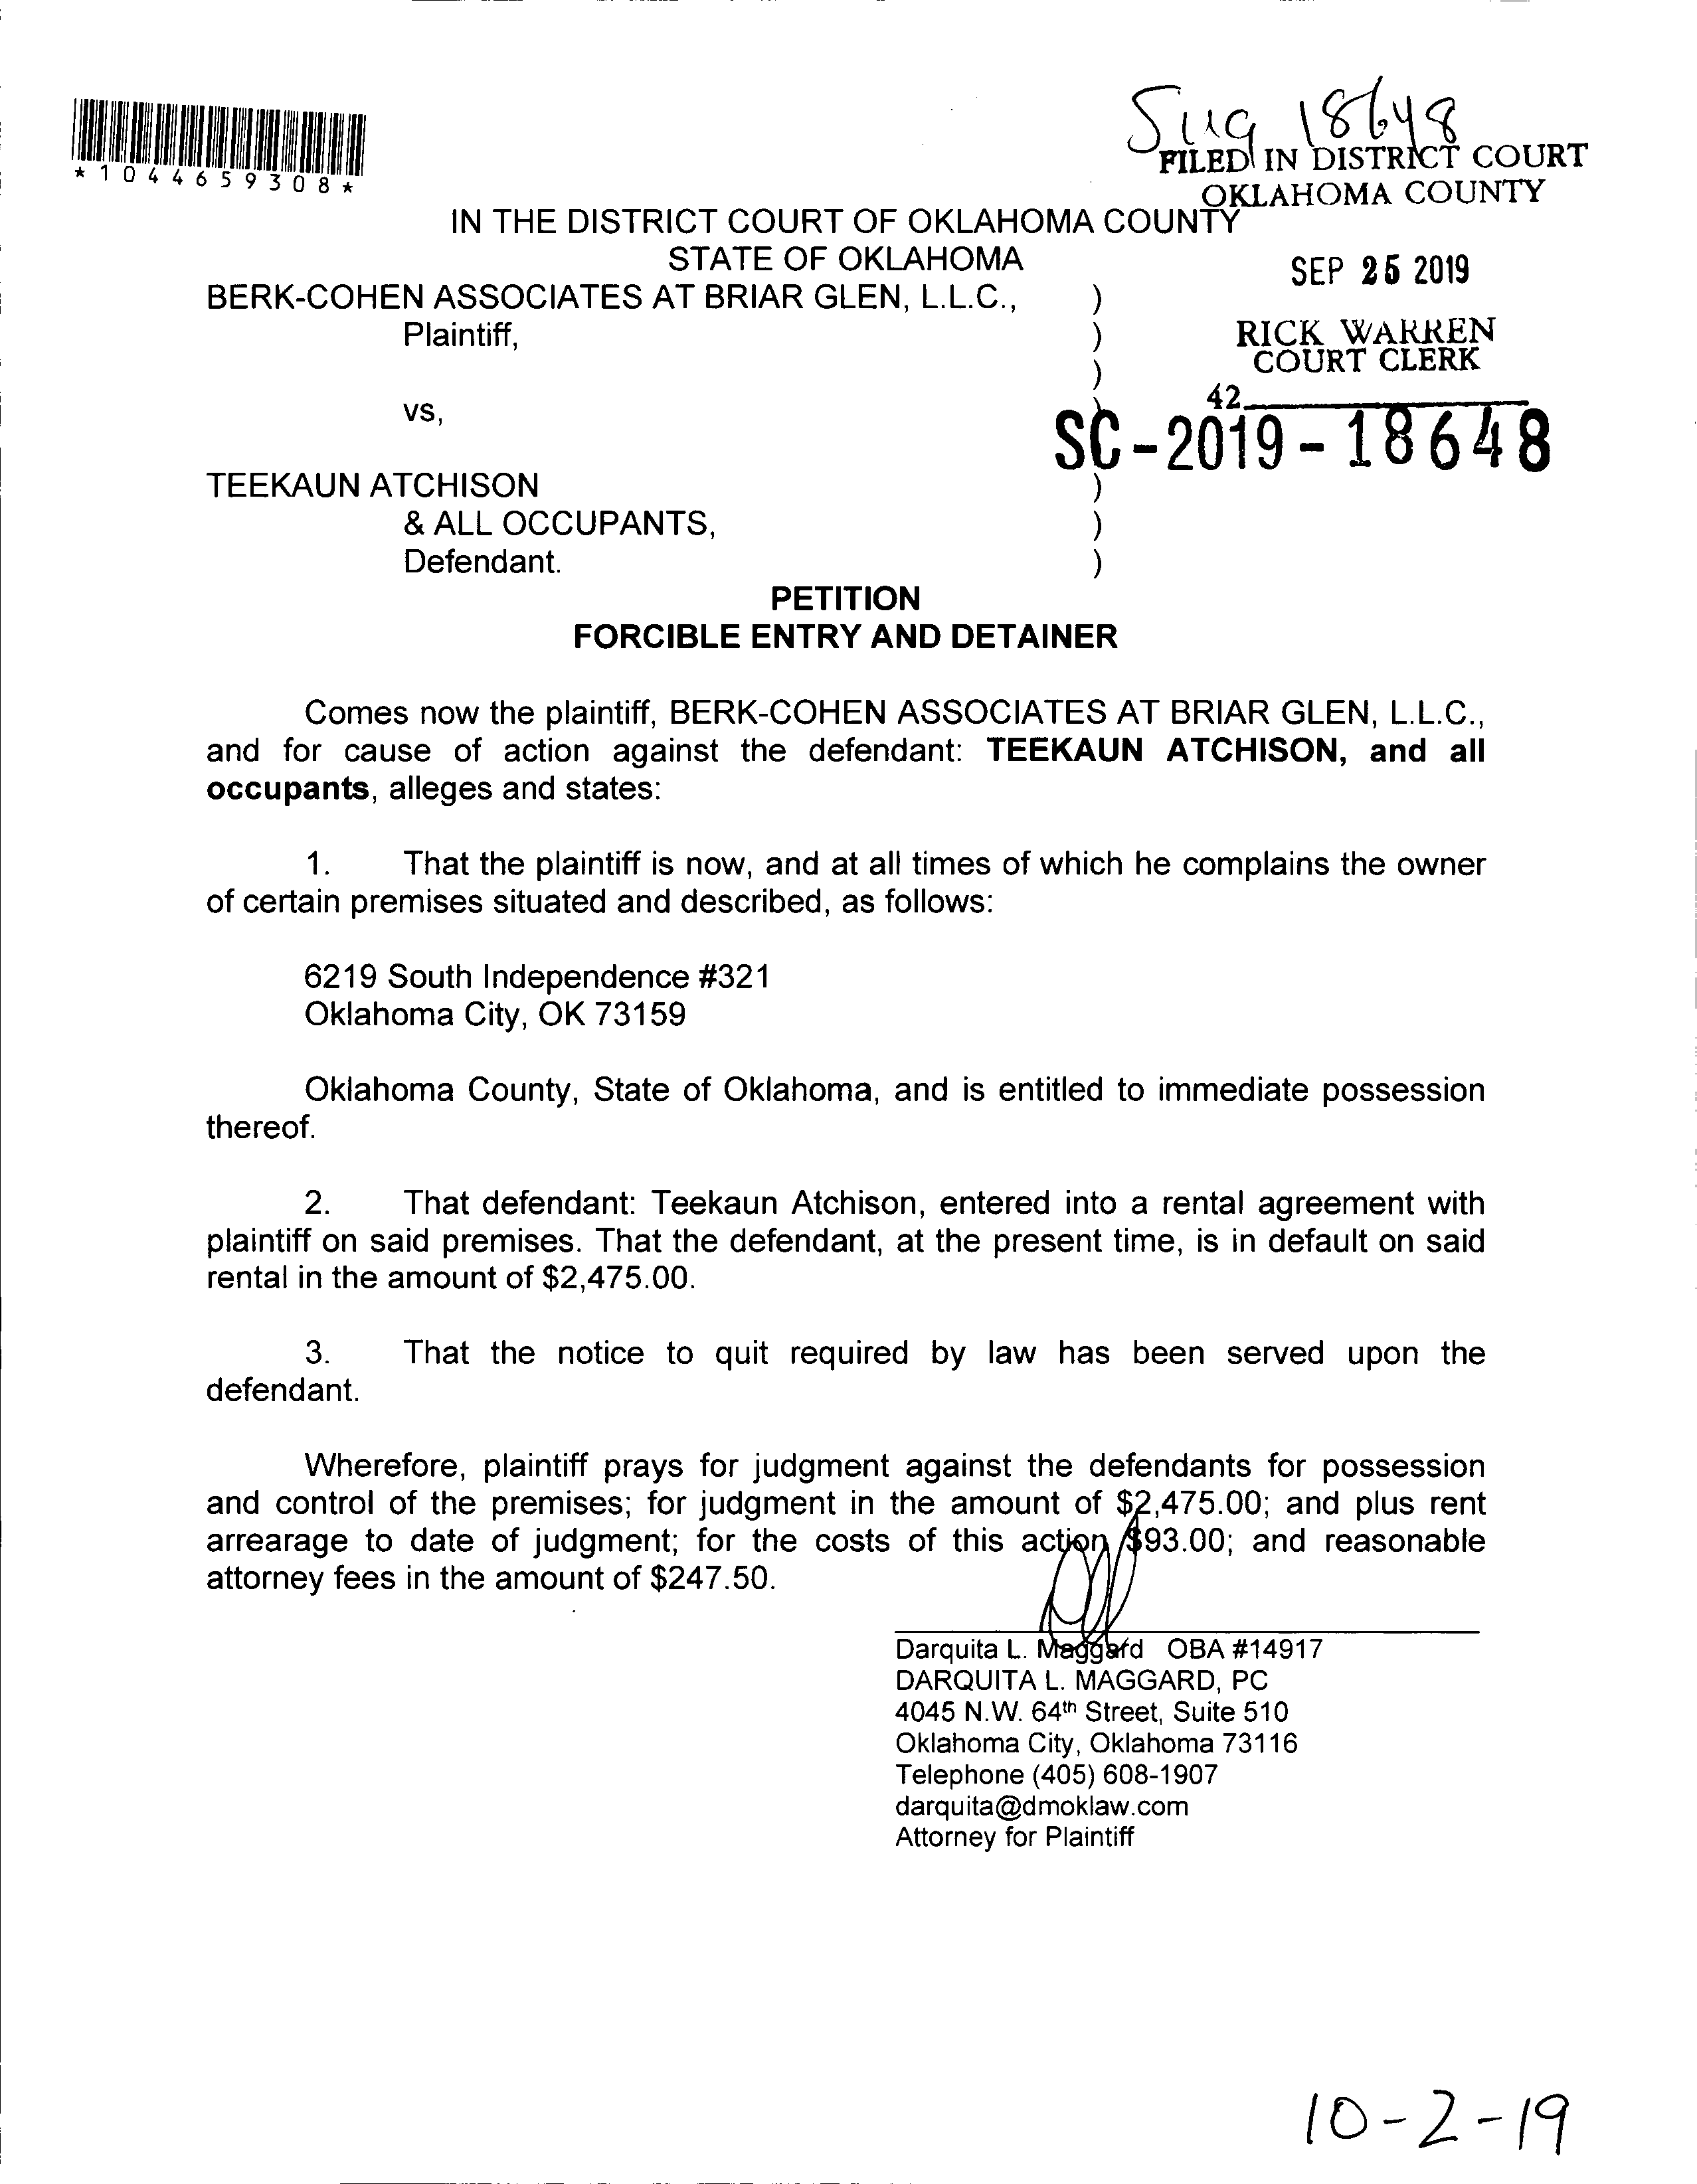 Sug 18648
*1044659308*
FILED IN DISTRICT COURT
OKLAHOMA COUNTY
IN THE DISTRICT COURT OF OKLAHOMA COUNTY
STATE OF OKLAHOMA
SEP 25 2019
BERK-COHEN ASSOCIATES AT BRIAR GLEN, L.L.C., )
Plaintiff, )
RICK WARREN
COURT CLERK
)
42
vs, )
SC-2019-18648
TEEKAUN ATCHISON )
& ALL OCCUPANTS, )
Defendant. )
PETITION
FORCIBLE ENTRY AND DETAINER
Comes now the plaintiff, BERK-COHEN ASSOCIATES AT BRIAR GLEN, L.L.C.,
and for cause of action against the defendant: TEEKAUN ATCHISON, and all
occupants, alleges and states:
1. That the plaintiff is now, and at all times of which he complains the owner
of certain premises situated and described, as follows:
6219 South Independence #321
Oklahoma City, OK 73159
Oklahoma County, State of Oklahoma, and is entitled to immediate possession
thereof.
2. That defendant: Teekaun Atchison, entered into a rental agreement with
plaintiff on said premises. That the defendant, at the present time, is in default on said
rental in the amount of $2,475.00.
3. That the notice to quit required by law has been served upon the
defendant.
Wherefore, plaintiff prays for judgment against the defendants for possession
and control of the premises; for judgment in the amount of $2,475.00; and plus rent
arrearage to date of judgment; for the costs of this action $93.00; and reasonable
attorney fees in the amount of $247.50.
Darquita L. Maggard OBA #14917
DARQUITA L. MAGGARD, PC
4045 N.W. 64th Street, Suite 510
Oklahoma City, Oklahoma 73116
Telephone (405) 608-1907
darquita@dmoklaw.com
Attorney for Plaintiff
10-2-19